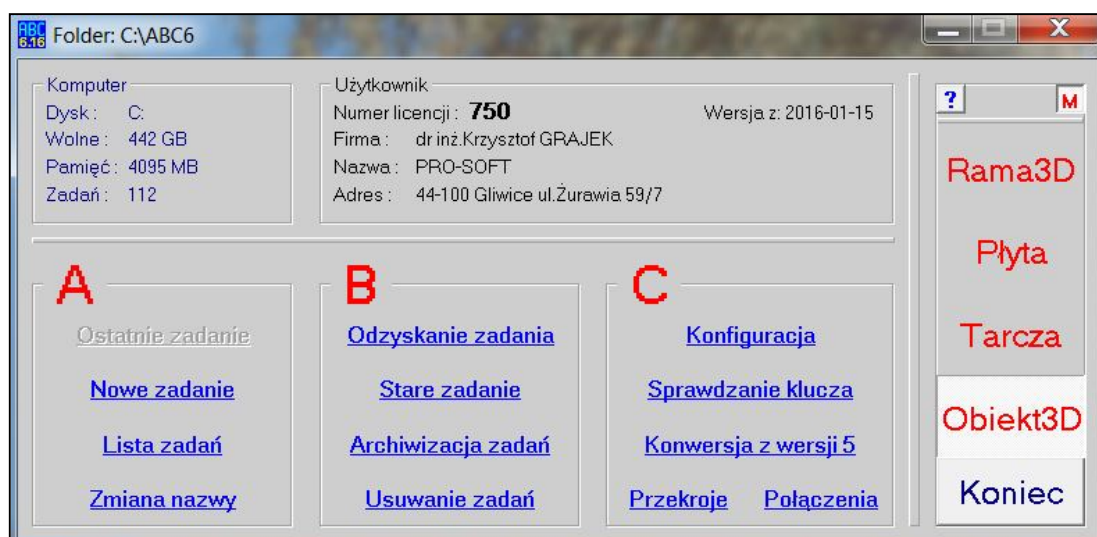 ABC 6.16 Folder: C:\ABC6
Komputer
Dysk : C:
Wolne : 442 GB
Pamięć : 4095 MB
Zadań : 112
Użytkownik
Numer licencji : 750 Wersja z: 2016-01-15
Firma : dr inż.Krzysztof GRAJEK
Nazwa : PRO-SOFT
Adres : 44-100 Gliwice ul.Żurawia 59/7
? M
Rama3D
Płyta
Tarcza
Obiekt3D
Koniec
A
Ostatnie zadanie
Nowe zadanie
Lista zadań
Zmiana nazwy
B
Odzyskanie zadania
Stare zadanie
Archiwizacja zadań
Usuwanie zadań
C
Konfiguracja
Sprawdzanie klucza
Konwersja z wersji 5
Przekroje Połączenia